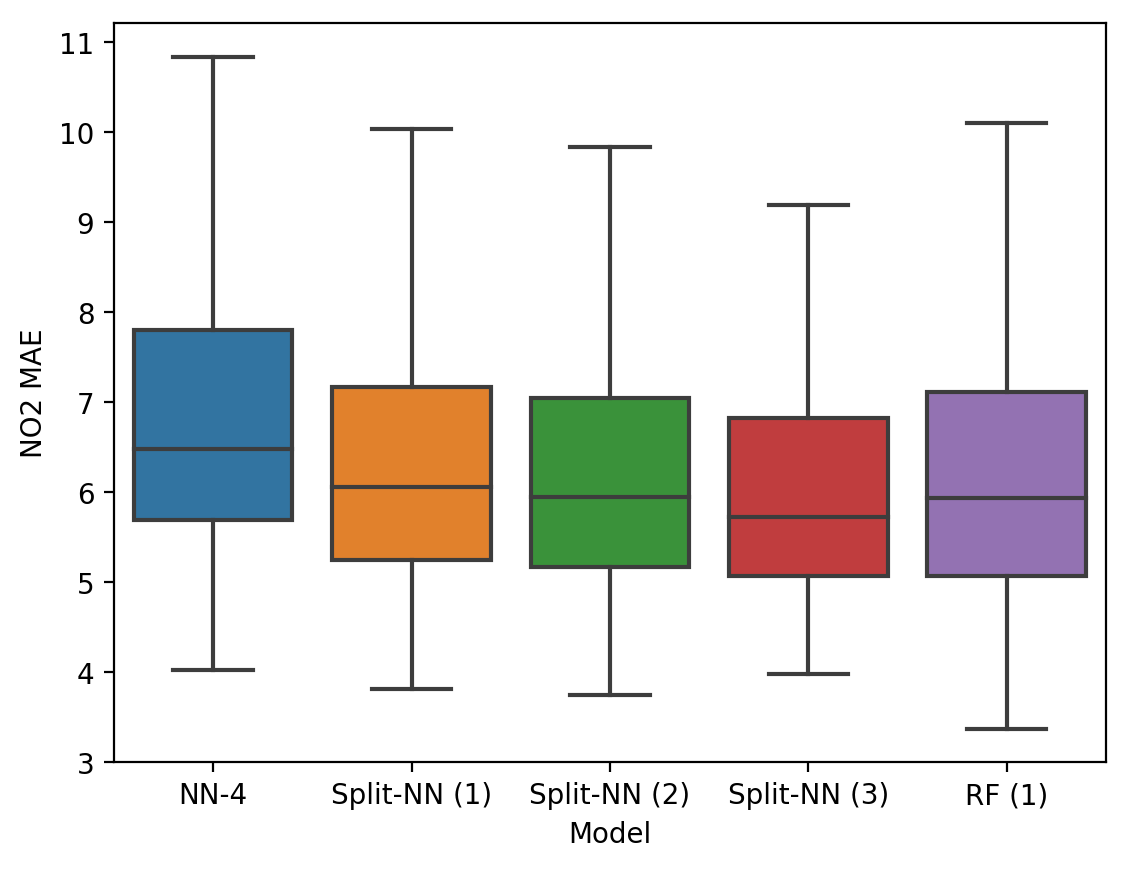 11
10
9
8
7
6
5
4
3
NO2 MAE
NN-4
Split-NN (1)
Split-NN (2)
Split-NN (3)
RF (1)
Model